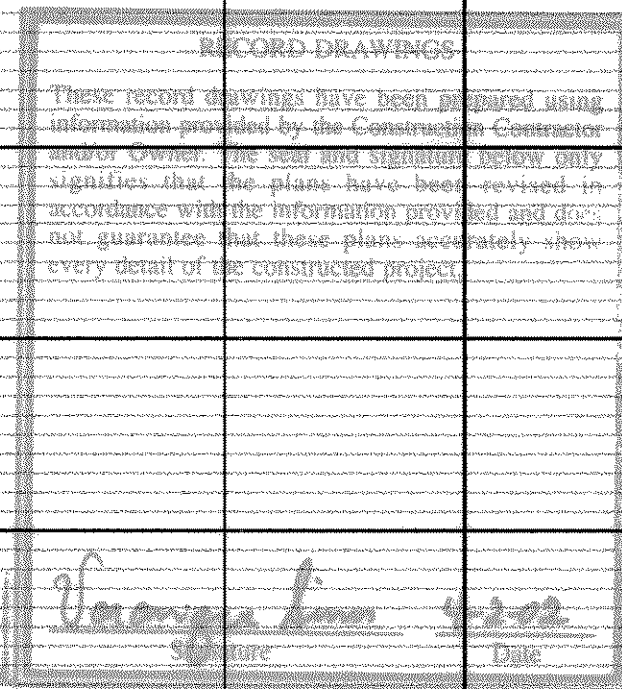 RECORD DRAWINGS
These record drawings have been prepared using
information provided by the Construction Contractor
and/or Owner. The seal and signature below only
signifies that the plans have been revised in
accordance with the information provided and does
not guarantee that these plans accurately show
every detail of the constructed project.
Signature Date